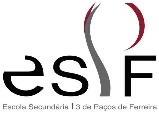 esPF
Escola Secundária | 3 de Paços de Ferreira